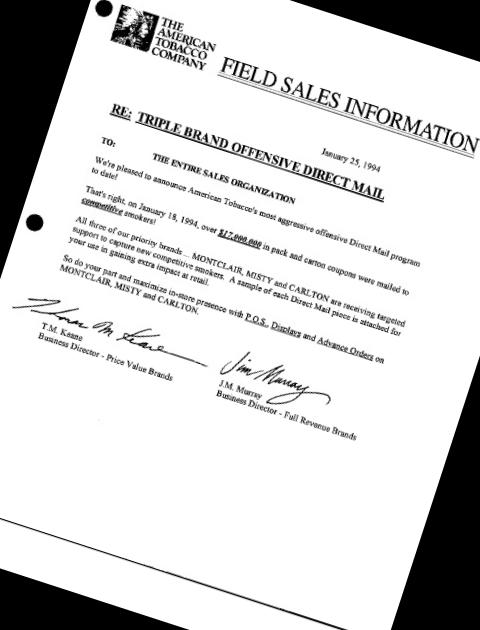 THE
AMERICAN
TOBACCO
COMPANY
FIELD SALES INFORMATION
January 25, 1994
RE: TRIPLE BRAND OFFENSIVE DIRECT MAIL
TO: THE ENTIRE SALES ORGANIZATION
We're pleased to announce American Tobacco's most aggressive offensive Direct Mail program
to date!
That's right, on January 18, 1994, over $17,000,000 in pack and carton coupons were mailed to
competitive smokers!
All three of our priority brands... MONTCLAIR, MISTY and CARLTON are receiving targeted
support to capture new competitive smokers. A sample of each Direct Mail piece is attached for
your use in gaining extra impact at retail.
So do your part and maximize in-store presence with P.O.S., Displays and Advance Orders on
MONTCLAIR, MISTY and CARLTON.
T.M. Keane
Business Director - Price Value Brands
Jim Murray
J.M. Murray
Business Director - Full Revenue Brands